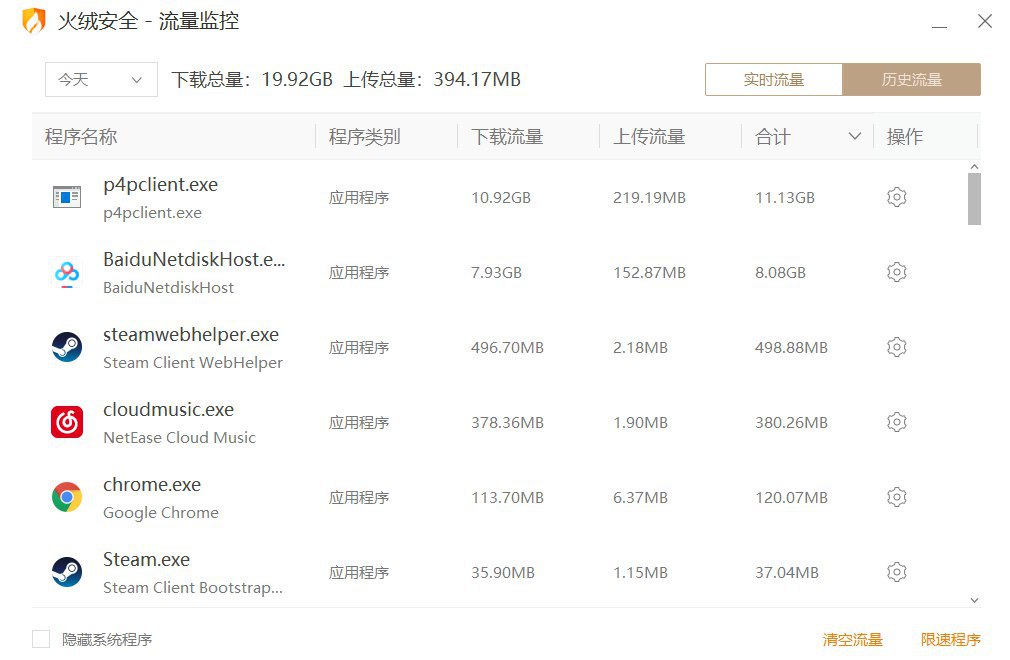 火绒安全 - 流量监控
今天 下载总量：19.92GB 上传总量：394.17MB 实时流量 历史流量
程序名称 程序类别 下载流量 上传流量 合计 操作
p4pclient.exe
p4pclient.exe 应用程序 10.92GB 219.19MB 11.13GB
BaiduNetdiskHost.e...
BaiduNetdiskHost 应用程序 7.93GB 152.87MB 8.08GB
steamwebhelper.exe
Steam Client WebHelper 应用程序 496.70MB 2.18MB 498.88MB
cloudmusic.exe
NetEase Cloud Music 应用程序 378.36MB 1.90MB 380.26MB
chrome.exe
Google Chrome 应用程序 113.70MB 6.37MB 120.07MB
Steam.exe
Steam Client Bootstrap... 应用程序 35.90MB 1.15MB 37.04MB
隐藏系统程序 清空流量 限速程序